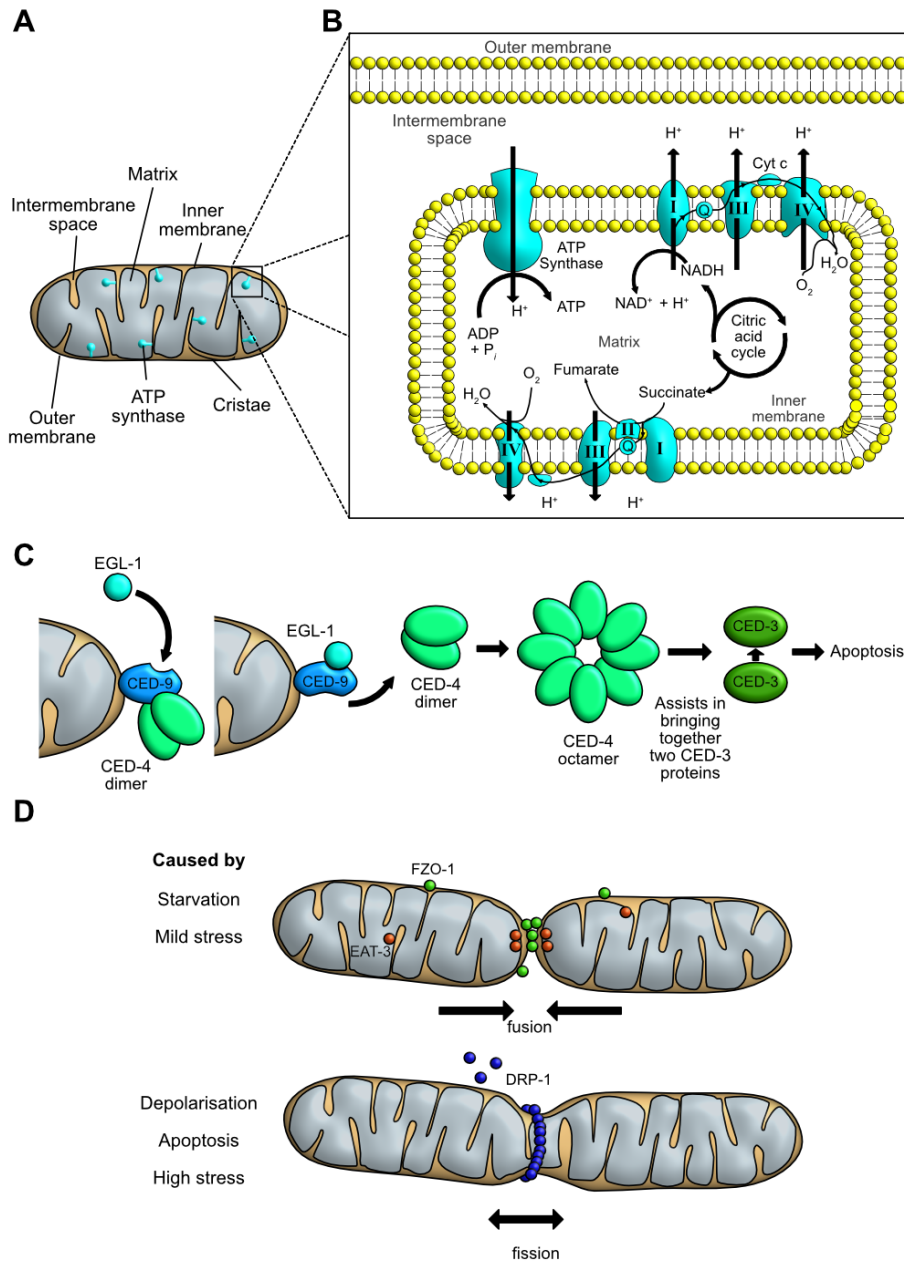 A
Matrix
Intermembrane
space
Inner
membrane
Outer
membrane
ATP
synthase
Cristae
B
Outer membrane
Intermembrane
space
H⁺
H⁺
H⁺
Cyt c
I
Q
III
IV
ATP
Synthase
NADH
H₂O
O₂
NAD⁺ + H⁺
H⁺
ATP
ADP
+ Pᵢ
Citric
acid
cycle
Matrix
Fumarate
O₂
H₂O
Succinate
Inner
membrane
IV
III
II
Q
I
H⁺
H⁺
C
EGL-1
CED-9
CED-4
dimer
EGL-1
CED-9
CED-4
dimer
CED-4
octamer
Assists in
bringing
together
two CED-3
proteins
CED-3
CED-3
Apoptosis
D
Caused by
Starvation
Mild stress
FZO-1
EAT-3
fusion
DRP-1
Depolarisation
Apoptosis
High stress
fission